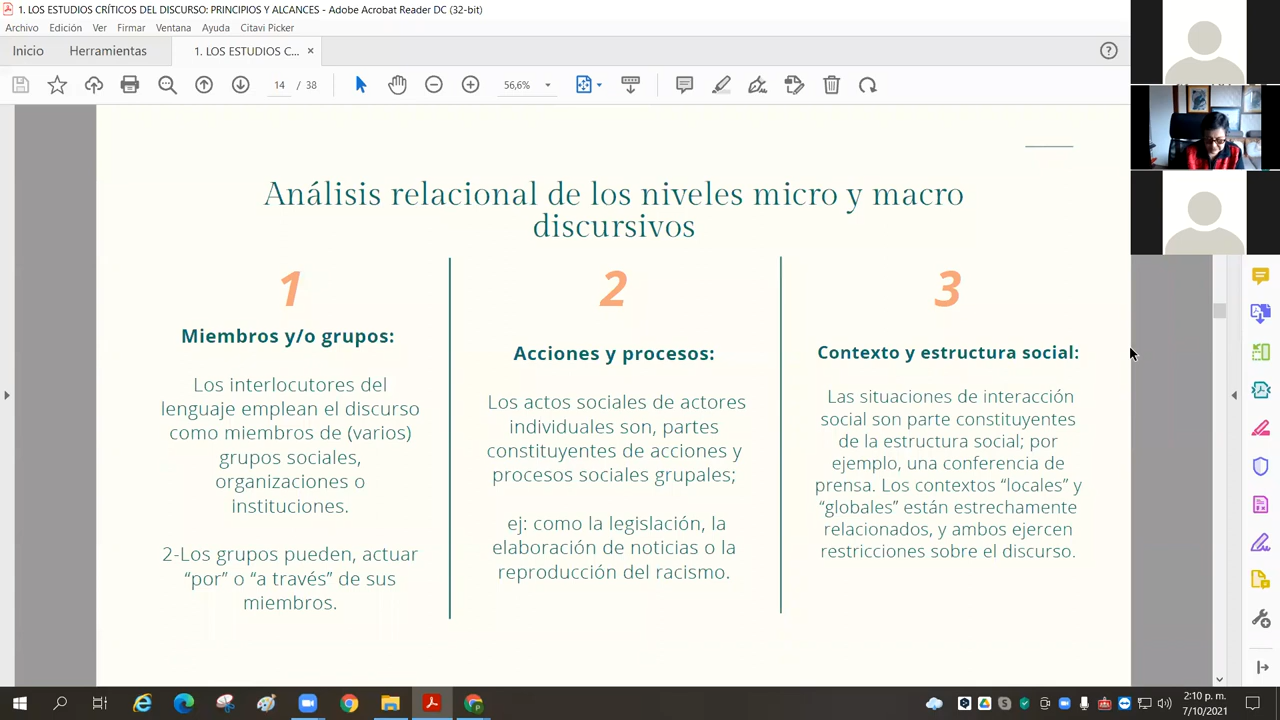 1. LOS ESTUDIOS CRÍTICOS DEL DISCURSO: PRINCIPIOS Y ALCANCES - Adobe Acrobat Reader DC (32-bit)
Archivo Edición Ver Firmar Ventana Ayuda Citavi Picker
Inicio Herramientas 1. LOS ESTUDIOS C... ×
14 / 38 56,6%
Análisis relacional de los niveles micro y macro
discursivos
1
Miembros y/o grupos:
Los interlocutores del
lenguaje emplean el discurso
como miembros de (varios)
grupos sociales,
organizaciones o
instituciones.
2-Los grupos pueden, actuar
“por” o “a través” de sus
miembros.
2
Acciones y procesos:
Los actos sociales de actores
individuales son, partes
constituyentes de acciones y
procesos sociales grupales;
ej: como la legislación, la
elaboración de noticias o la
reproducción del racismo.
3
Contexto y estructura social:
Las situaciones de interacción
social son parte constituyentes
de la estructura social; por
ejemplo, una conferencia de
prensa. Los contextos “locales” y
“globales” están estrechamente
relacionados, y ambos ejercen
restricciones sobre el discurso.
2:10 p. m.
7/10/2021